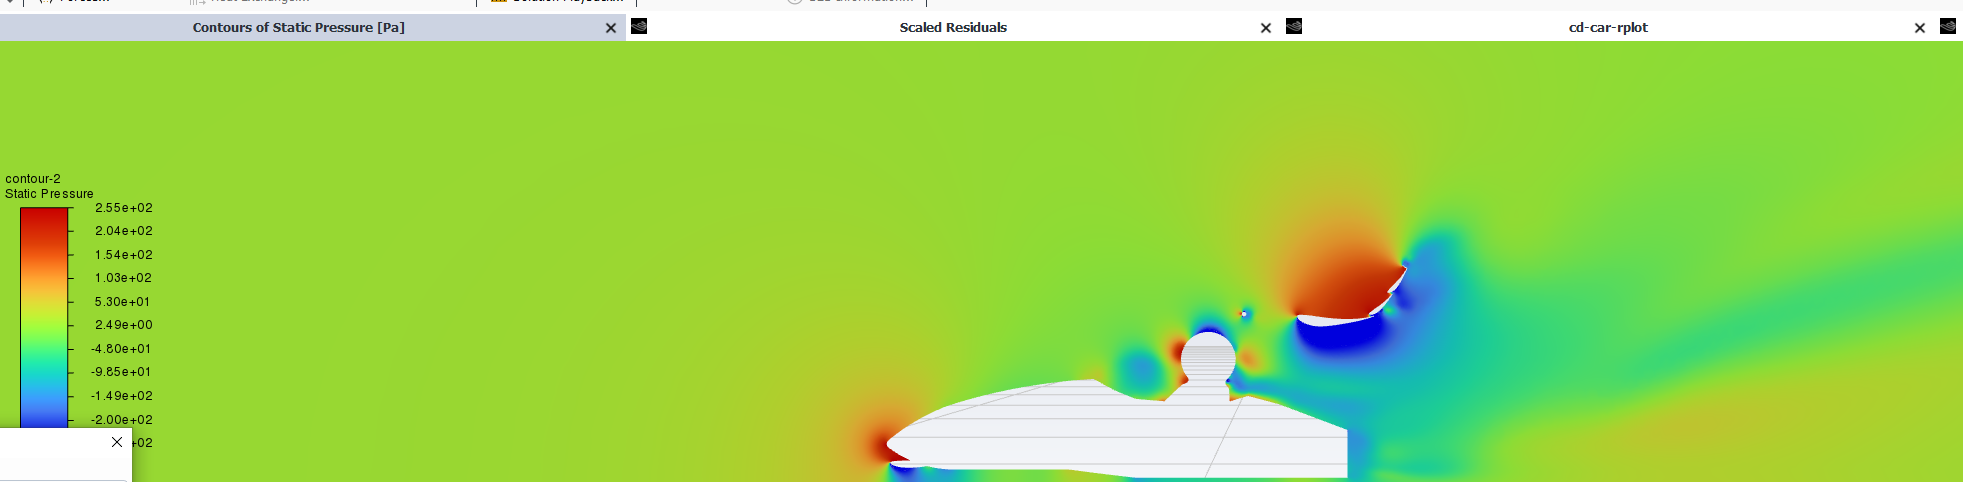 Contours of Static Pressure [Pa]
Scaled Residuals
cd-car-rplot
contour-2
Static Pressure
2.55e+02
2.04e+02
1.54e+02
1.03e+02
5.30e+01
2.49e+00
-4.80e+01
-9.85e+01
-1.49e+02
-2.00e+02
+02